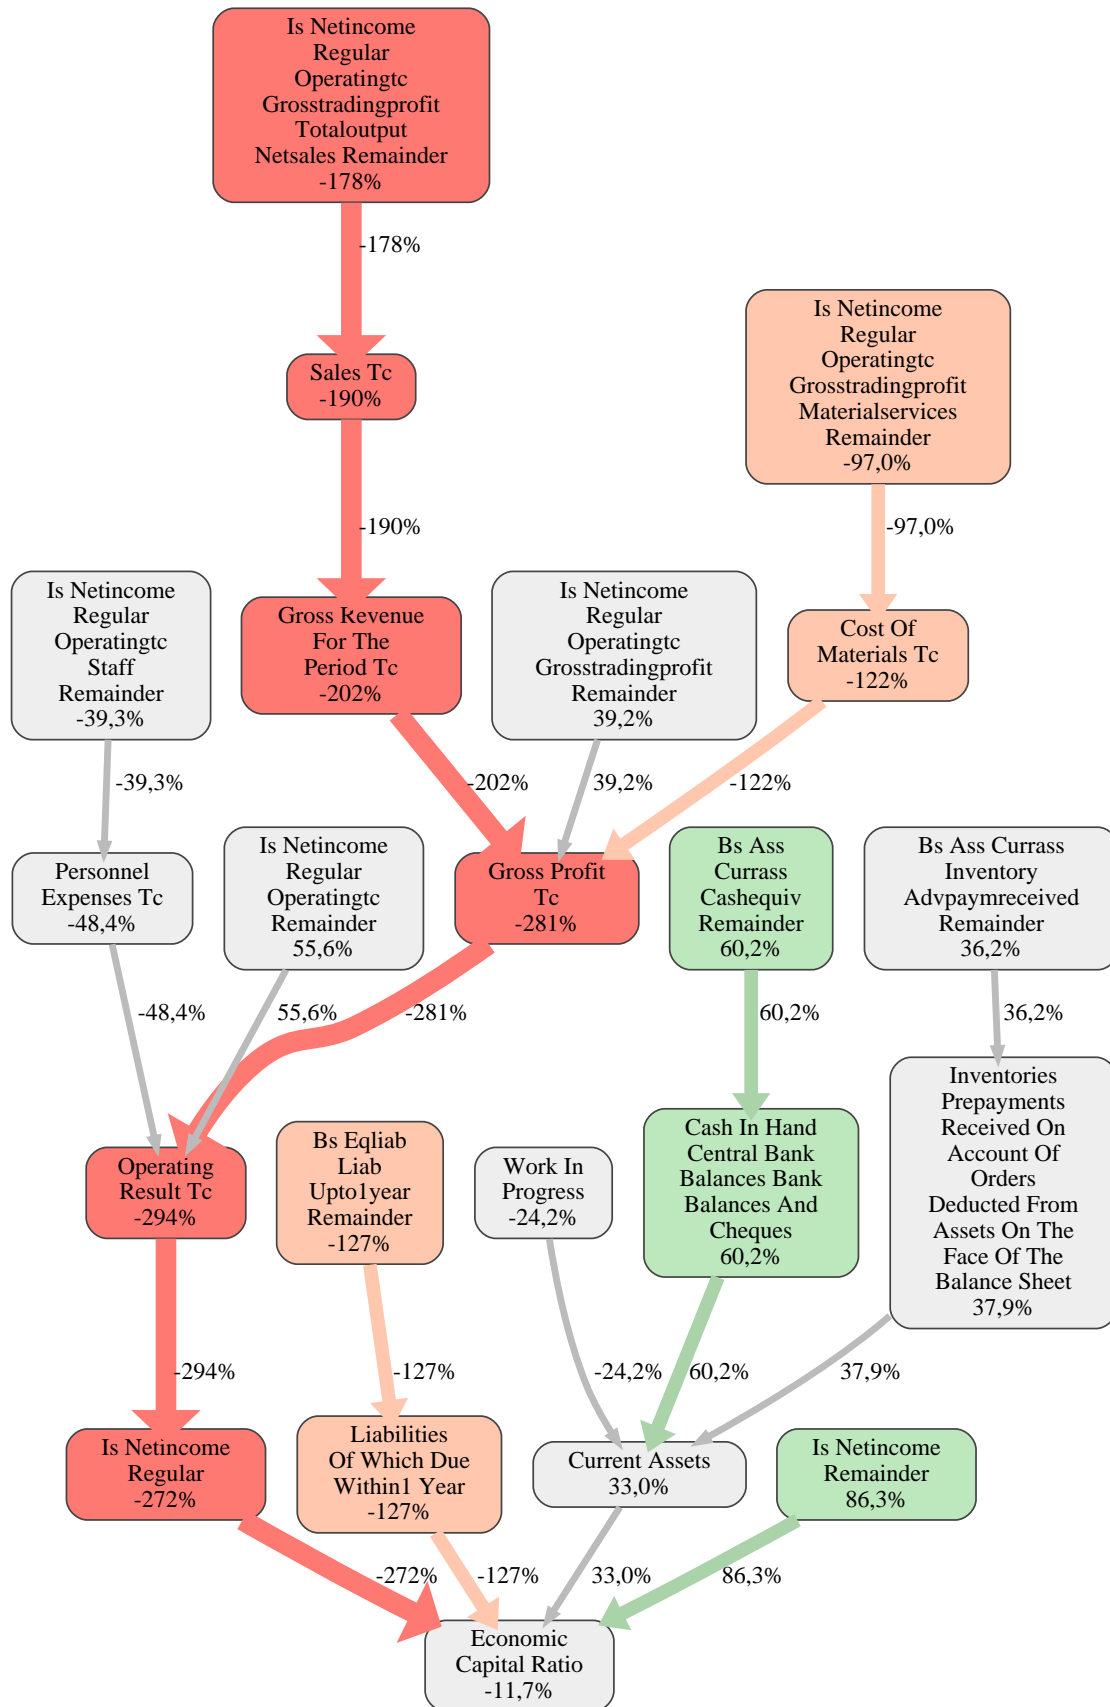 Is Netincome
Regular
Operatingtc
Grosstradingprofit
Totaloutput
Netsales Remainder
-178%
-178%
Sales Tc
-190%
Is Netincome
Regular
Operatingtc
Grosstradingprofit
Materialservices
Remainder
-97,0%
-190%
-97,0%
Is Netincome
Regular
Operatingtc
Staff
Remainder
-39,3%
Gross Revenue
For The
Period Tc
-202%
Is Netincome
Regular
Operatingtc
Grosstradingprofit
Remainder
39,2%
Cost Of
Materials Tc
-122%
-39,3%
-202%
39,2%
-122%
Personnel
Expenses Tc
-48,4%
Is Netincome
Regular
Operatingtc
Remainder
55,6%
Gross Profit
Tc
-281%
Bs Ass
Currass
Cashequiv
Remainder
60,2%
Bs Ass Currass
Inventory
Advpaymreceived
Remainder
36,2%
-48,4%
55,6%
-281%
60,2%
36,2%
Operating
Result Tc
-294%
Bs Eqliab
Liab
Upto1year
Remainder
-127%
Work In
Progress
-24,2%
Cash In Hand
Central Bank
Balances Bank
Balances And
Cheques
60,2%
Inventories
Prepayments
Received On
Account Of
Orders
Deducted From
Assets On The
Face Of The
Balance Sheet
37,9%
-294%
-127%
-24,2%
60,2%
37,9%
Is Netincome
Regular
-272%
Liabilities
Of Which Due
Within1 Year
-127%
Current Assets
33,0%
Is Netincome
Remainder
86,3%
-272%
-127%
33,0%
86,3%
Economic
Capital Ratio
-11,7%